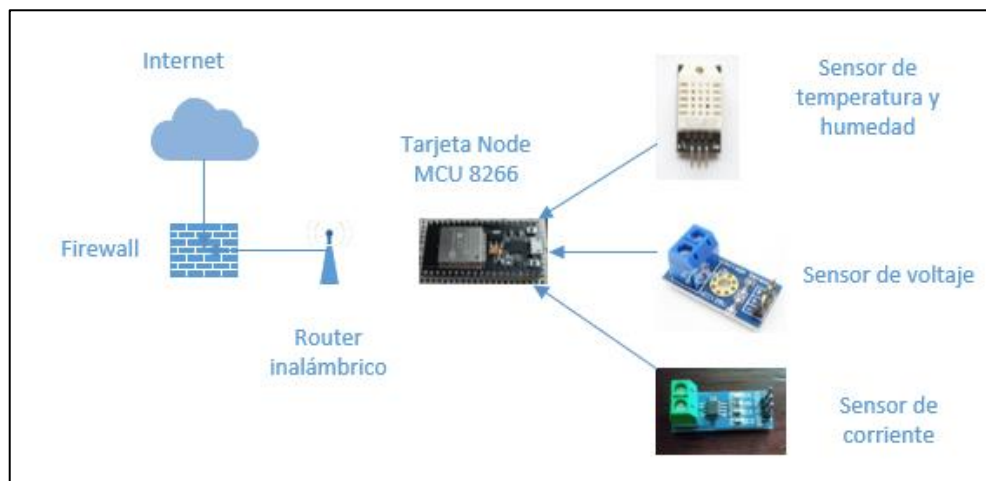 Internet
Sensor de
temperatura y
humedad
Tarjeta Node
MCU 8266
Firewall
Sensor de voltaje
Router
inalámbrico
Sensor de
corriente